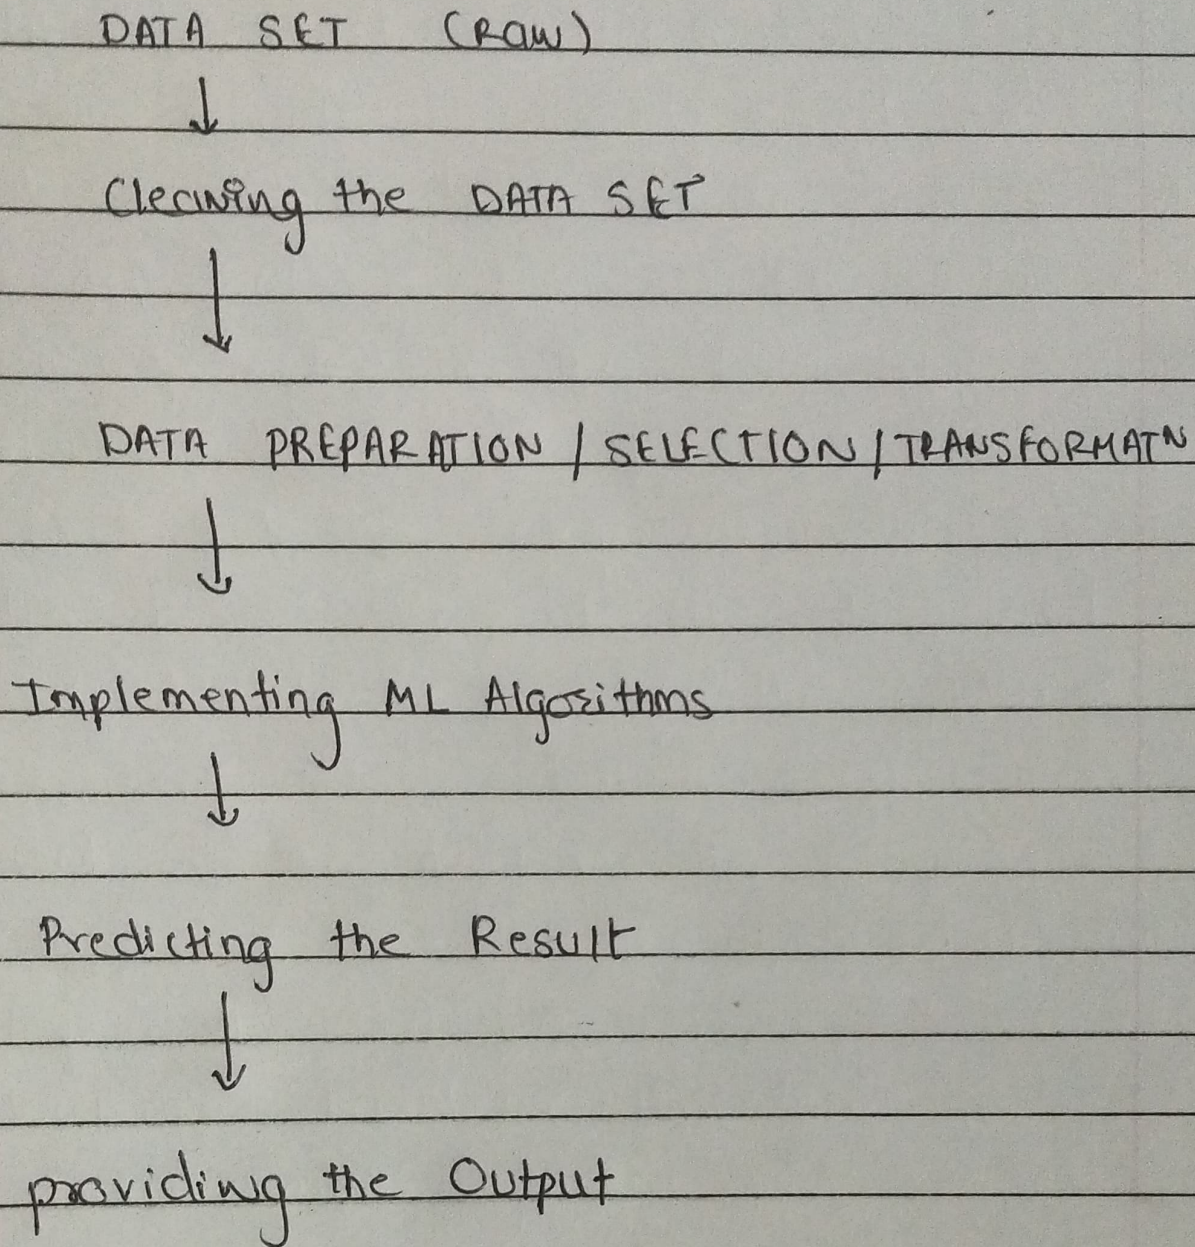 DATA SET (RAW)
↓
Cleaning the DATA SET
↓
DATA PREPARATION / SELECTION / TRANSFORMATN
↓
Implementing ML Algorithms
↓
Predicting the Result
↓
providing the Output